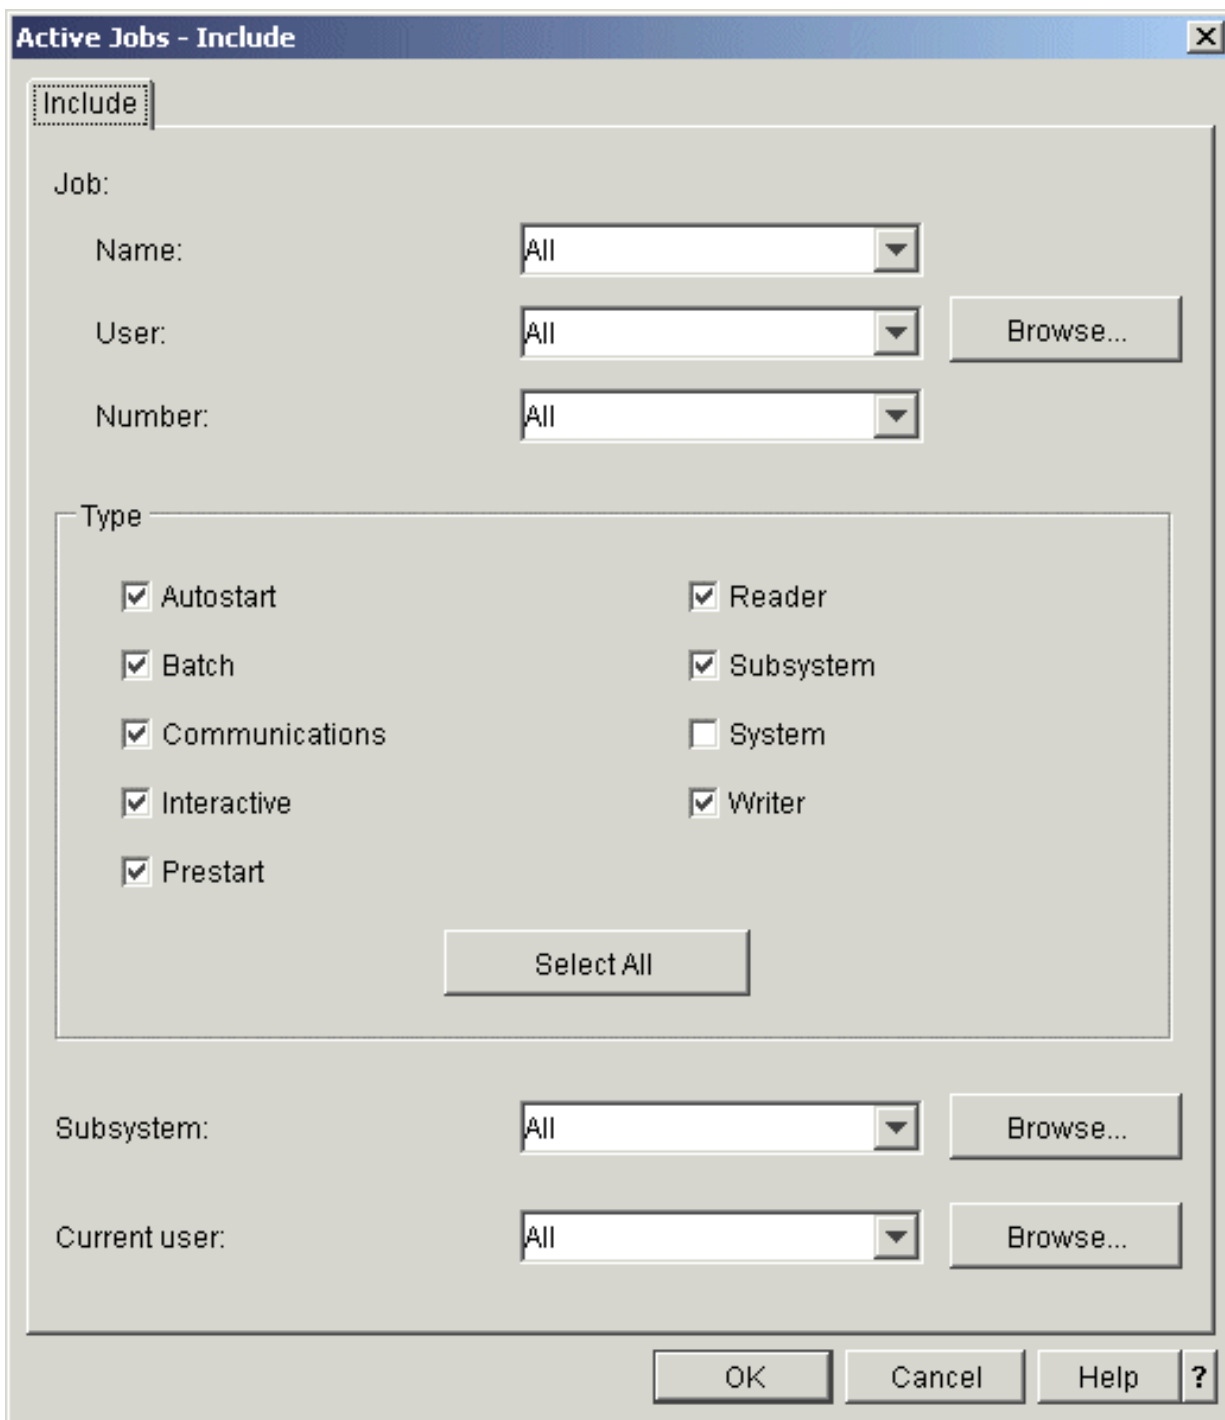 Active Jobs - Include
Include
Job:
Name: All
User: All Browse...
Number: All
Type
Autostart Reader
Batch Subsystem
Communications System
Interactive Writer
Prestart
Select All
Subsystem: All Browse...
Current user: All Browse...
OK Cancel Help ?